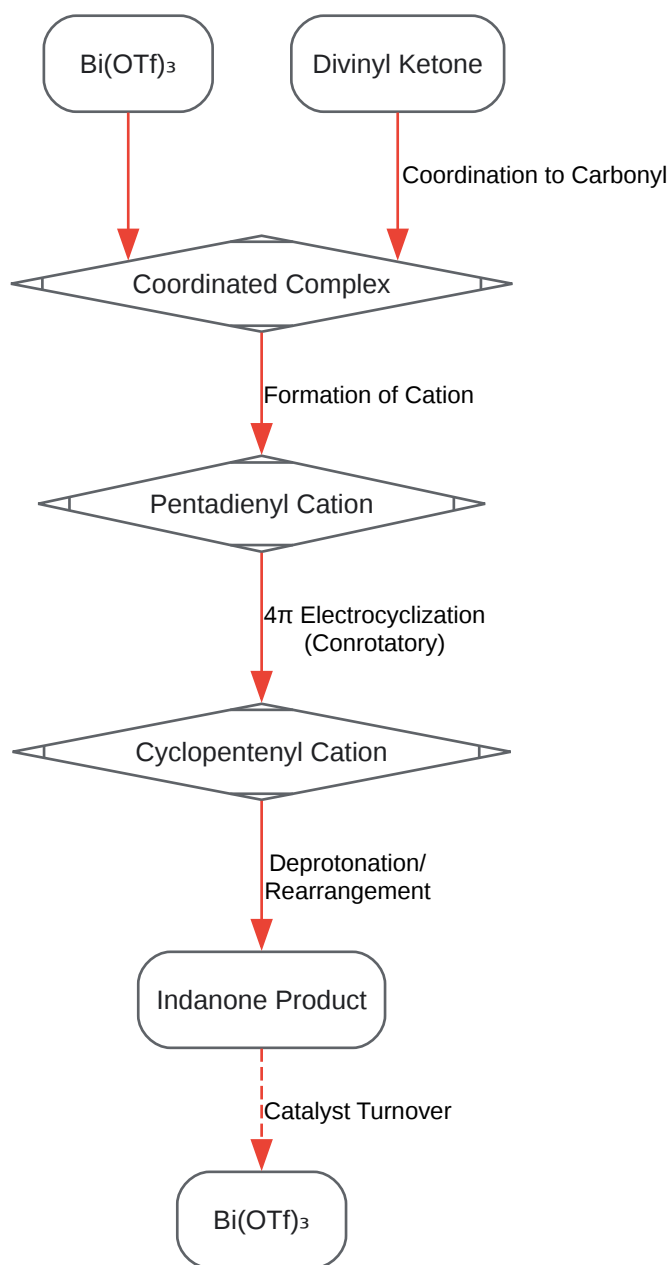 Bi(OTf)₃
Divinyl Ketone
Coordination to Carbonyl
Coordinated Complex
Formation of Cation
Pentadienyl Cation
4π Electrocyclization
(Conrotatory)
Cyclopentenyl Cation
Deprotonation/
Rearrangement
Indanone Product
Catalyst Turnover
Bi(OTf)₃